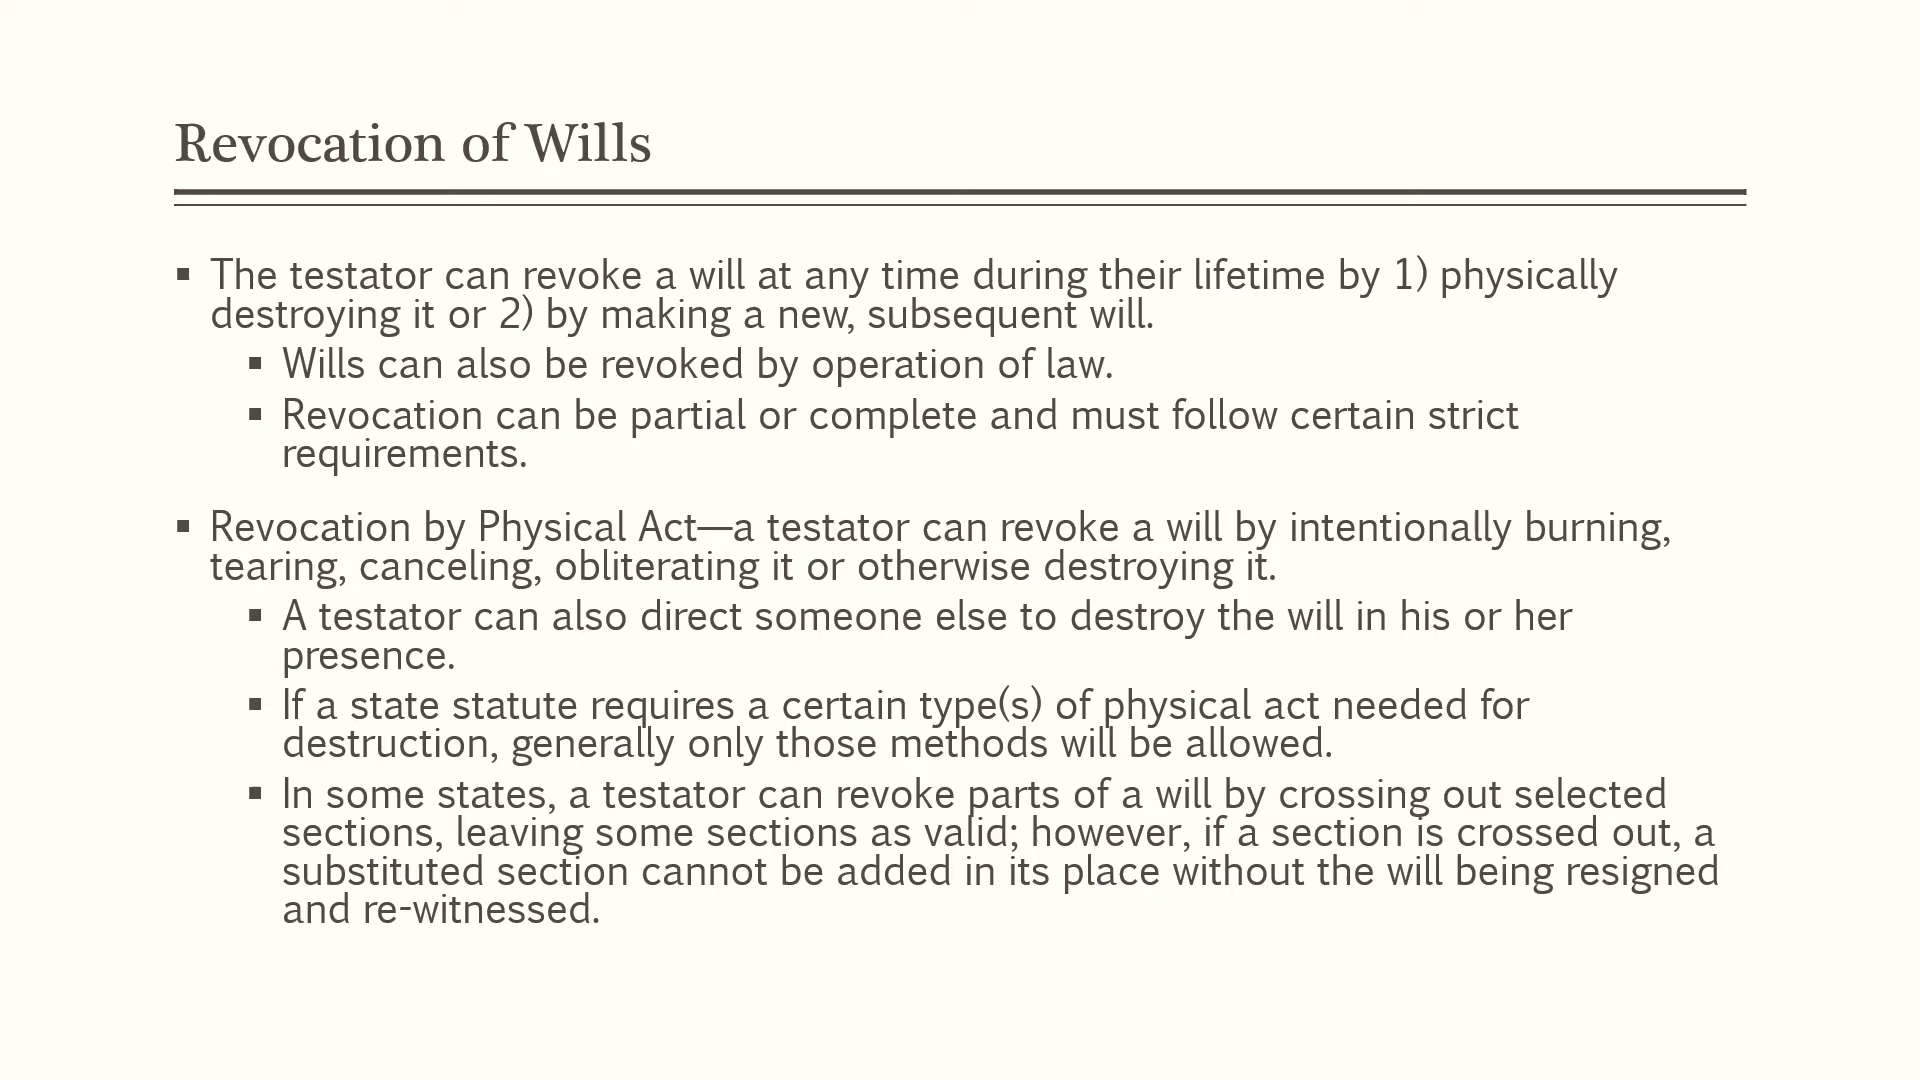 Revocation of Wills
▪ The testator can revoke a will at any time during their lifetime by 1) physically
destroying it or 2) by making a new, subsequent will.
▪ Wills can also be revoked by operation of law.
▪ Revocation can be partial or complete and must follow certain strict
requirements.
▪ Revocation by Physical Act—a testator can revoke a will by intentionally burning,
tearing, canceling, obliterating it or otherwise destroying it.
▪ A testator can also direct someone else to destroy the will in his or her
presence.
▪ If a state statute requires a certain type(s) of physical act needed for
destruction, generally only those methods will be allowed.
▪ In some states, a testator can revoke parts of a will by crossing out selected
sections, leaving some sections as valid; however, if a section is crossed out, a
substituted section cannot be added in its place without the will being resigned
and re-witnessed.